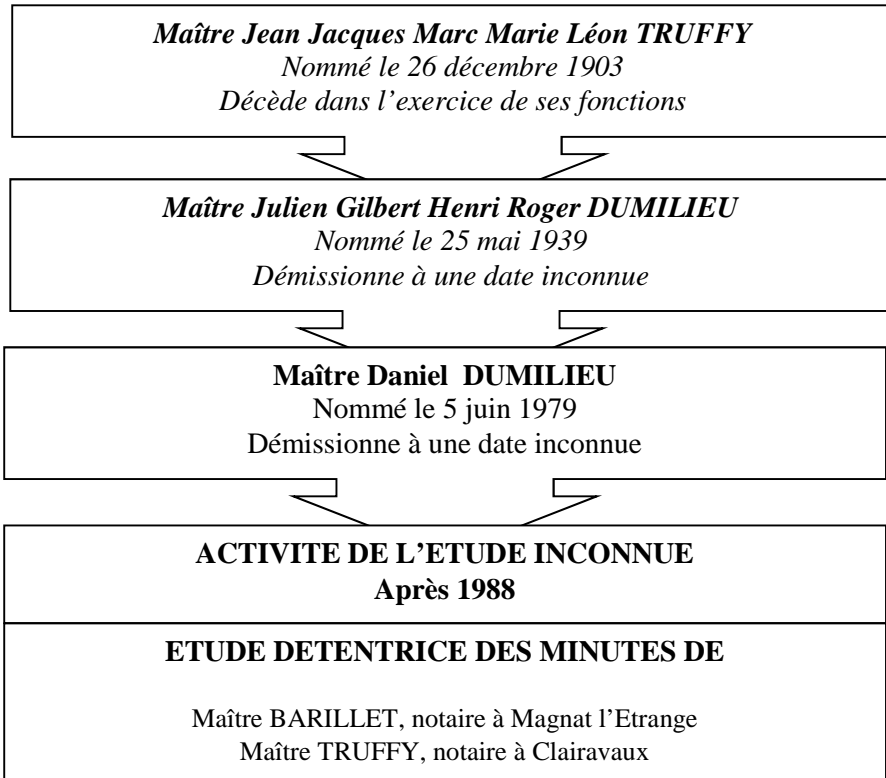 Maître Jean Jacques Marc Marie Léon TRUFFY
Nommé le 26 décembre 1903
Décède dans l’exercice de ses fonctions
Maître Julien Gilbert Henri Roger DUMILIEU
Nommé le 25 mai 1939
Démissionne à une date inconnue
Maître Daniel DUMILIEU
Nommé le 5 juin 1979
Démissionne à une date inconnue
ACTIVITE DE L’ETUDE INCONNUE
Après 1988
ETUDE DETENTRICE DES MINUTES DE
Maître BARILLET, notaire à Magnat l’Etrange
Maître TRUFFY, notaire à Clairavaux